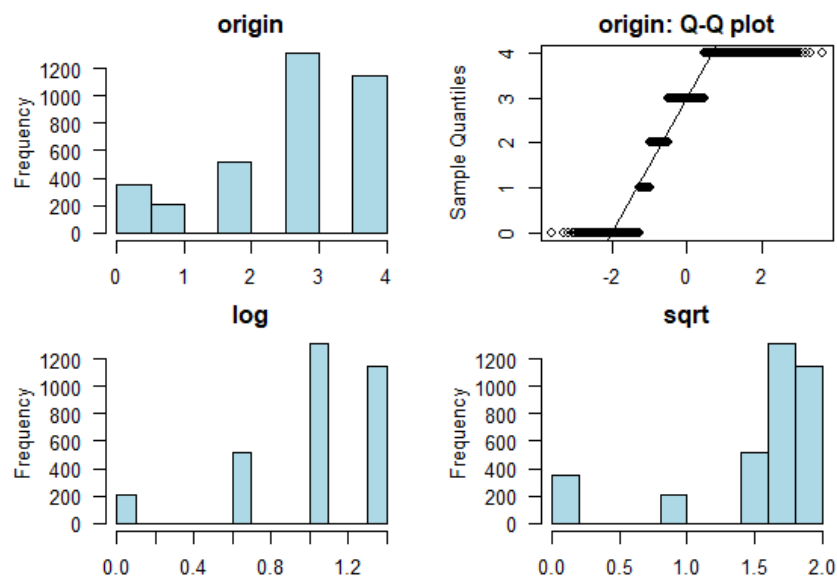 origin
Frequency
0 200 400 600 800 1000 1200
0 1 2 3 4
origin: Q-Q plot
Sample Quantiles
0 1 2 3 4
-2 0 2
log
Frequency
0 200 400 600 800 1000 1200
0.0 0.4 0.8 1.2
sqrt
Frequency
0 200 400 600 800 1000 1200
0.0 0.5 1.0 1.5 2.0